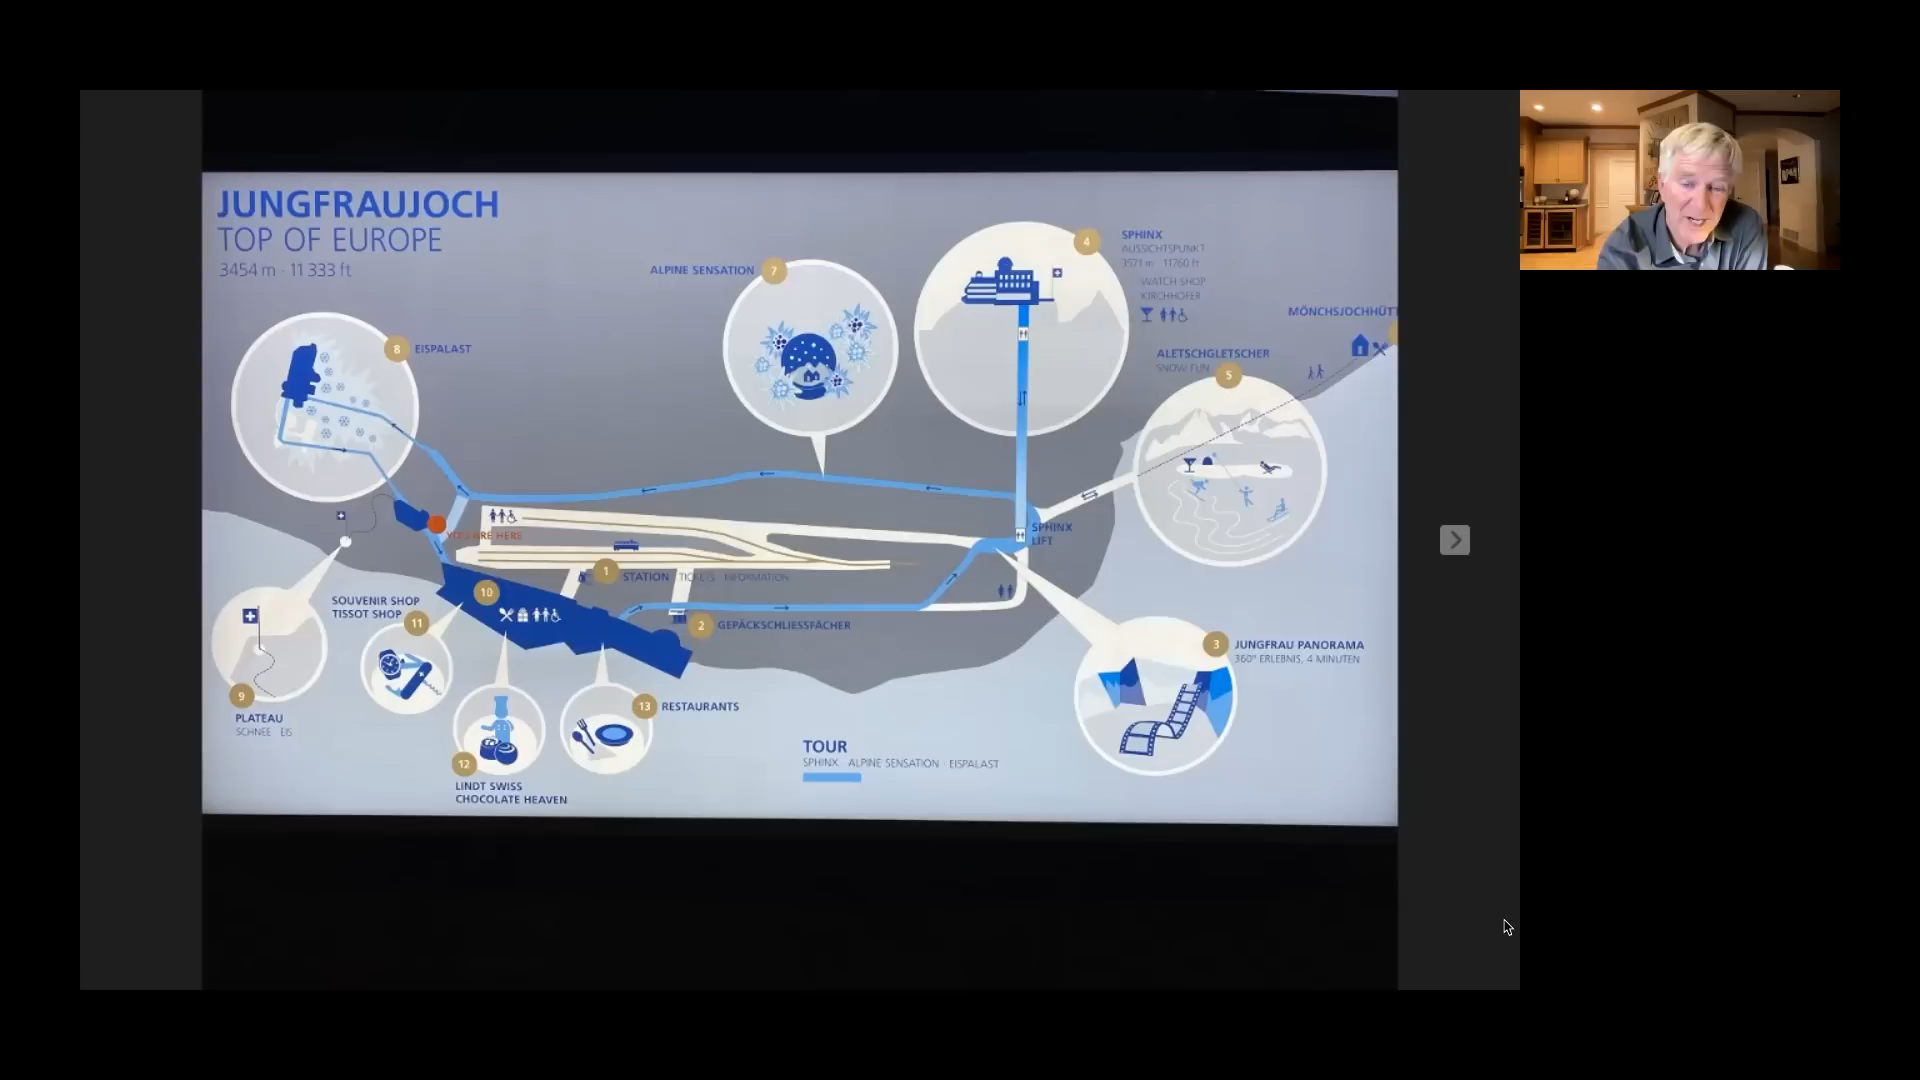 JUNGFRAUJOCH
TOP OF EUROPE
3454 m · 11 333 ft
ALPINE SENSATION 7
4 SPHINX
AUSSICHTSPUNKT
3571 m · 11760 ft
WATCH SHOP
KIRCHHOFER
MÖNCHSJOCHHÜTT
8 EISPALAST
ALETSCHGLETSCHER
SNOW FUN 5
YOU ARE HERE
SPHINX
LIFT
1 STATION TICKETS · INFORMATION
10
2 GEPÄCKSCHLIESSFÄCHER
SOUVENIR SHOP
TISSOT SHOP
11
3 JUNGFRAU PANORAMA
360° ERLEBNIS, 4 MINUTEN
9
PLATEAU
SCHNEE · EIS
13 RESTAURANTS
12
LINDT SWISS
CHOCOLATE HEAVEN
TOUR
SPHINX · ALPINE SENSATION · EISPALAST